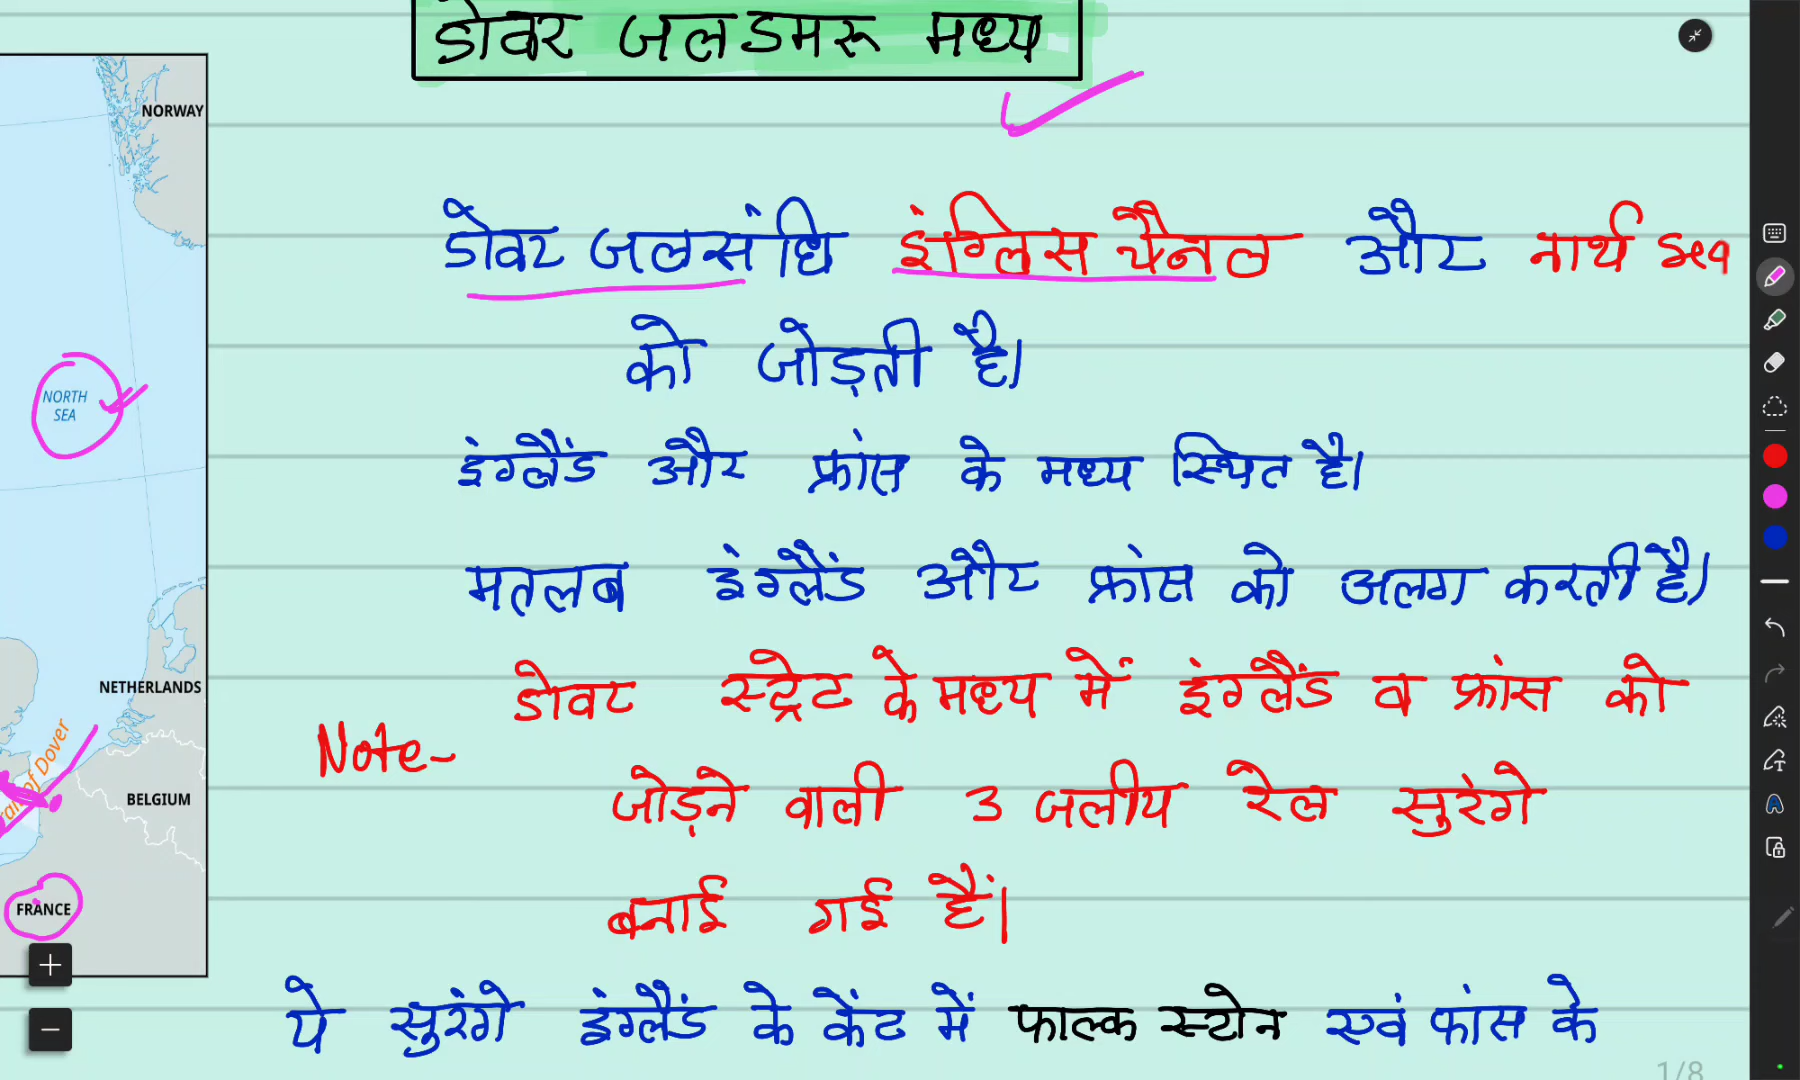 डोवर जलडमरू मध्य
NORWAY
डोवर जलसंधि इंग्लिस चैनल और नार्थ Sea
को जोड़ती है।
NORTH
SEA
इंग्लैंड और फ्रांस के मध्य स्थित है।
मतलब इंग्लैंड और फ्रांस को अलग करती है।
NETHERLANDS
डोवर स्ट्रेट के मध्य में इंग्लैंड व फ्रांस को
Note-
of Dover
जोड़ने वाली 3 जलीय रेल सुरंगे
BELGIUM
बनाई गई हैं।
FRANCE
ये सुरंगे इंग्लैंड के केंट में फाल्क स्टोन एवं फांस के
1/8